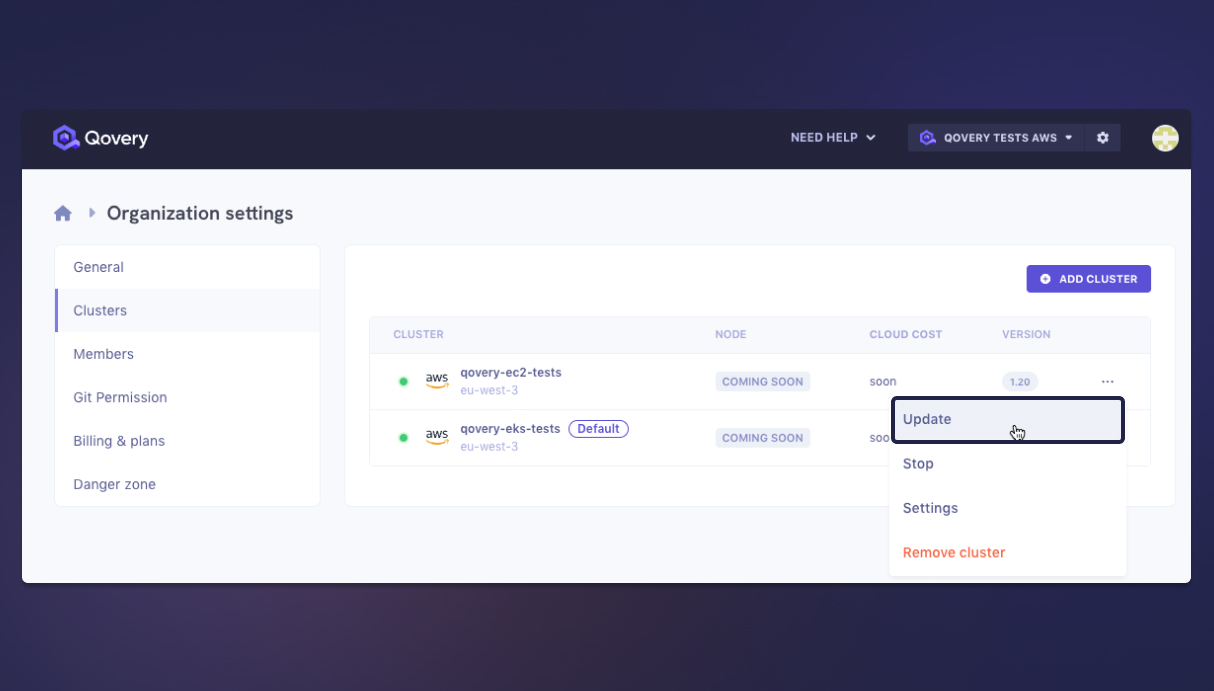 Qovery
NEED HELP
QOVERY TESTS AWS
Organization settings
General
Clusters
Members
Git Permission
Billing & plans
Danger zone
ADD CLUSTER
CLUSTER NODE CLOUD COST VERSION
aws qovery-ec2-tests COMING SOON soon 1.20 ...
eu-west-3
aws qovery-eks-tests Default COMING SOON soo
eu-west-3
Update
Stop
Settings
Remove cluster